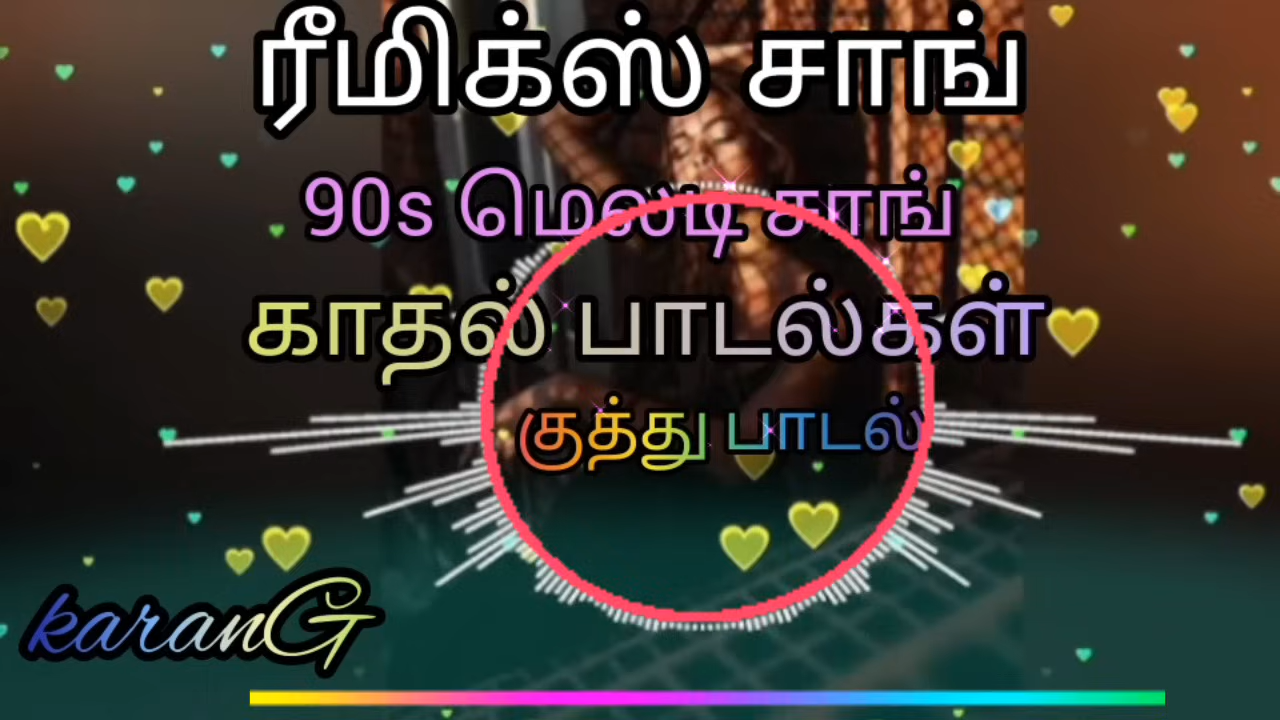 ரீமிக்ஸ் சாங்
90s மெலடி சாங்
காதல் பாடல்கள்
குத்து பாடல்
karanG